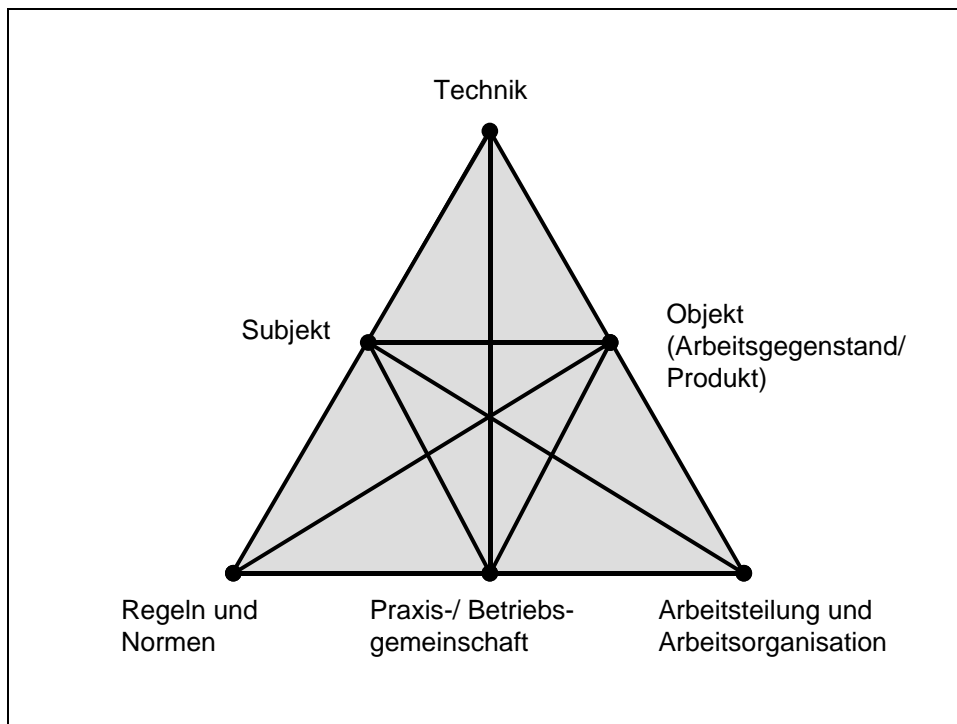 Technik
Subjekt
Objekt
(Arbeitsgegenstand/
Produkt)
Regeln und
Normen
Praxis-/ Betriebs-
gemeinschaft
Arbeitsteilung und
Arbeitsorganisation